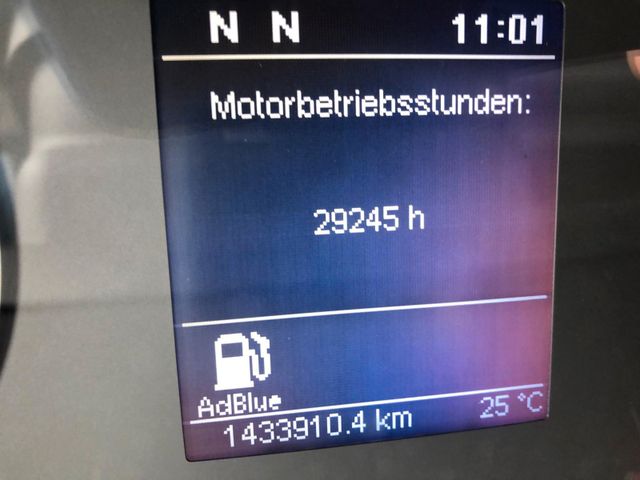 N N 11:01
Motorbetriebsstunden:
29245 h
AdBlue
1433910.4 km 25 °C